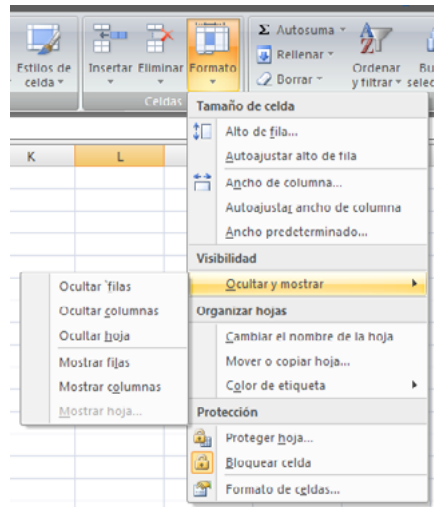 Σ Autosuma
Rellenar
Borrar
Estilos de
celda
Insertar Eliminar Formato
Ordenar
y filtrar
Celdas
K L
Tamaño de celda
Alto de fila...
Autoajustar alto de fila
Ancho de columna...
Autoajustar ancho de columna
Ancho predeterminado...
Visibilidad
Ocultar y mostrar
Organizar hojas
Cambiar el nombre de la hoja
Mover o copiar hoja...
Color de etiqueta
Protección
Proteger hoja...
Bloquear celda
Formato de celdas...
Ocultar filas
Ocultar columnas
Ocultar hoja
Mostrar filas
Mostrar columnas
Mostrar hoja...